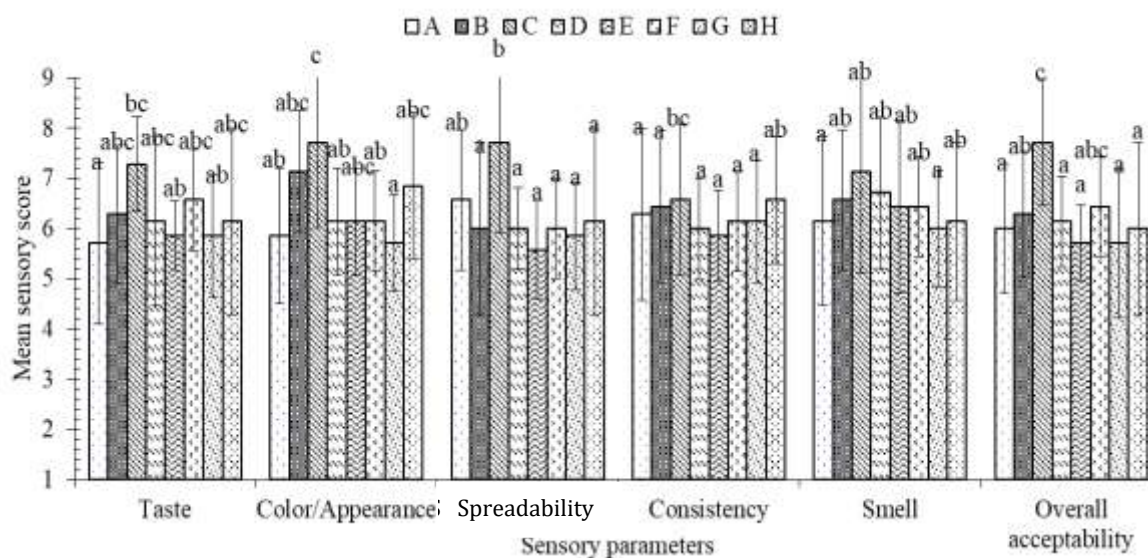 A B C D E F G H
Mean sensory score
9
8
7
6
5
4
3
2
1
a abc bc abc ab abc ab abc
ab abc c ab abc ab a abc
ab a b a a a a a
a a bc a a a a ab
a ab ab ab ab ab a ab
a ab c a a abc a a
Taste Color/Appearance Spreadability Consistency Smell Overall acceptability
Sensory parameters